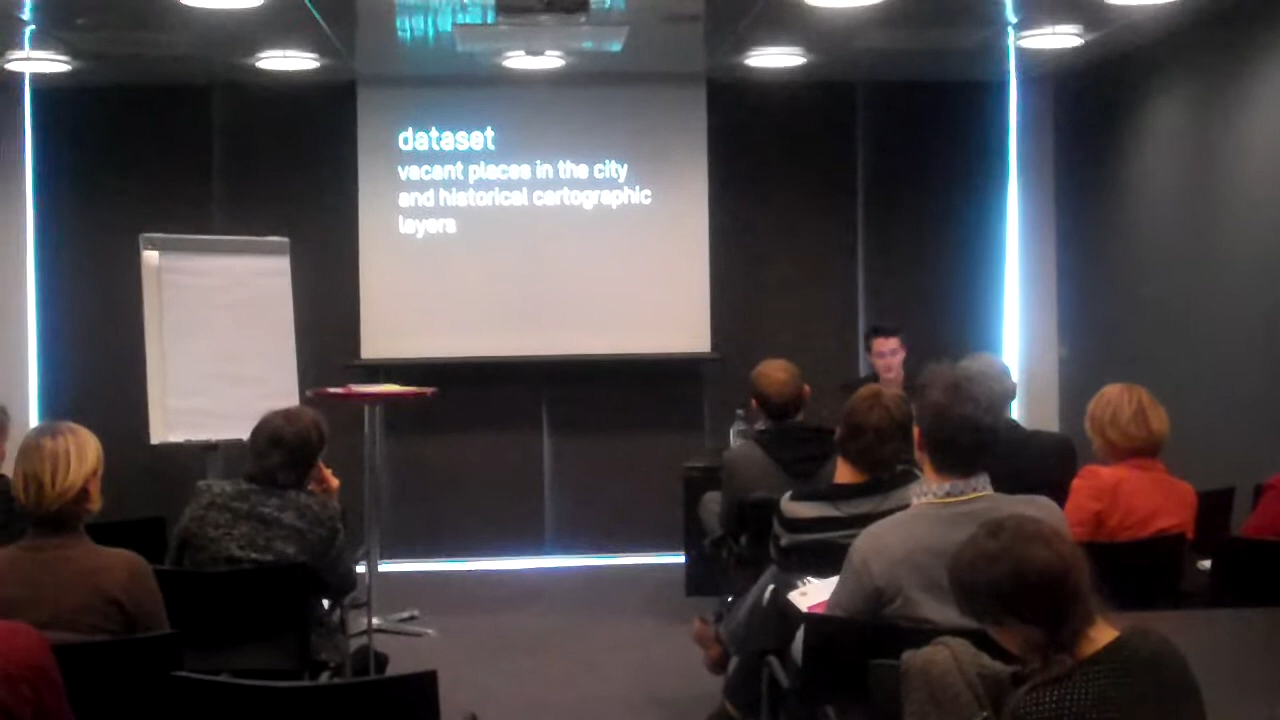 dataset
vacant places in the city
and historical cartographic
layers